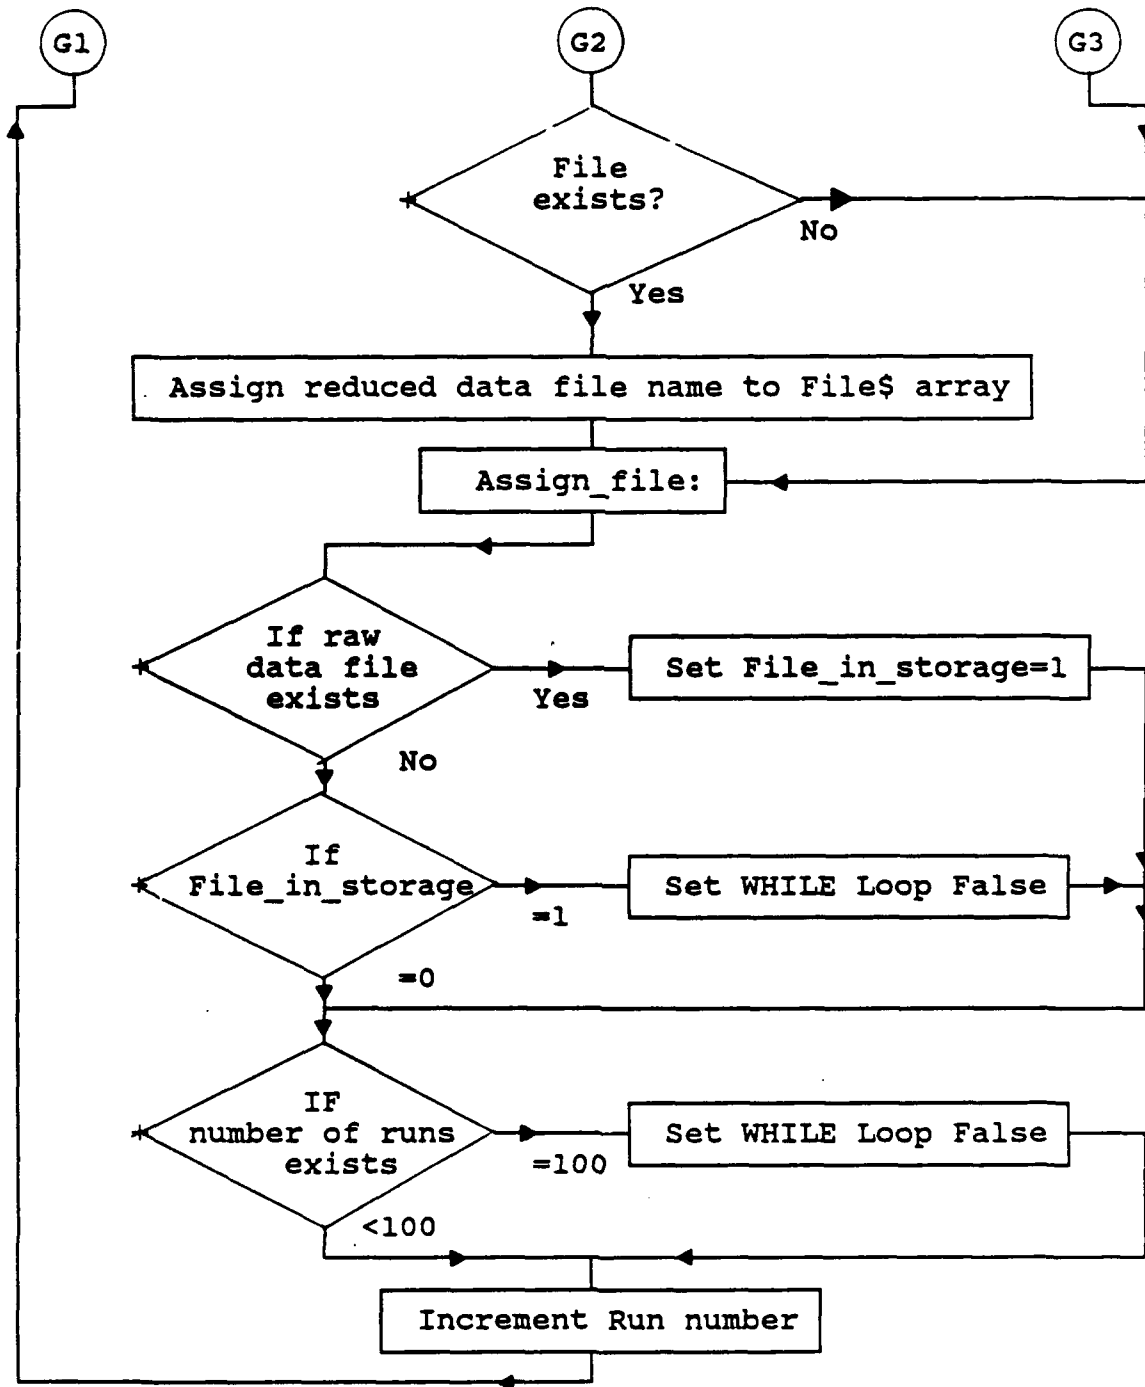 G1
G2
G3
File
exists?
No
Yes
Assign reduced data file name to File$ array
Assign_file:
If raw
data file
exists
Yes
Set File_in_storage=1
No
If
File_in_storage
=1
Set WHILE Loop False
=0
IF
number of runs
exists
=100
Set WHILE Loop False
<100
Increment Run number